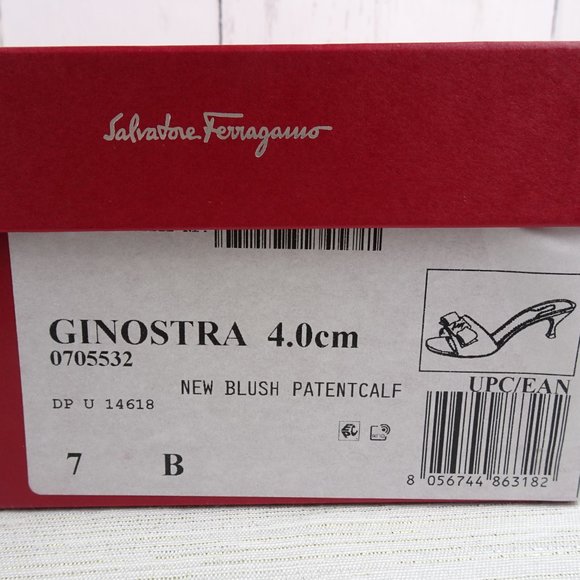 Salvatore Ferragamo
GINOSTRA 4.0cm
0705532
NEW BLUSH PATENTCALF
UPC/EAN
DP U 14618
7 B
8 056744 863182